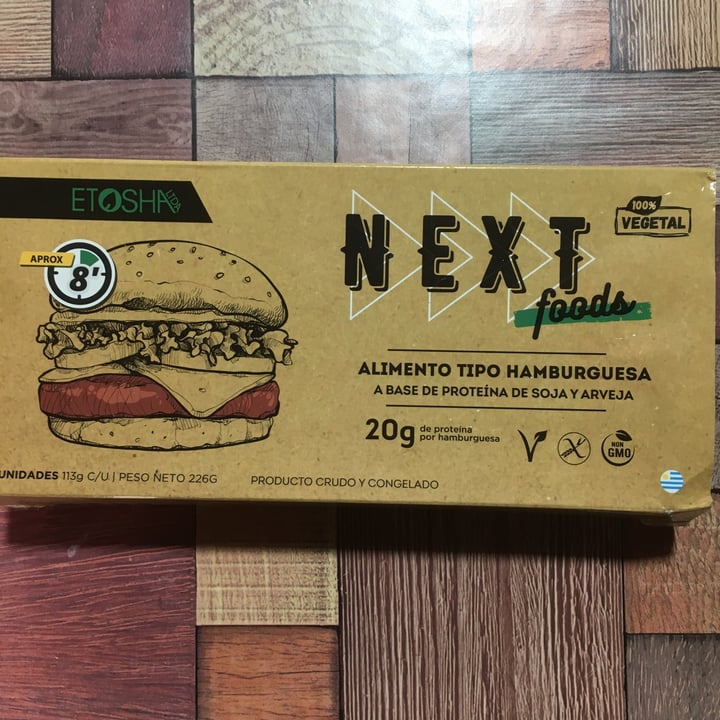 ETOSHA LTDA
APROX
8'
NEXT
foods
100%
VEGETAL
ALIMENTO TIPO HAMBURGUESA
A BASE DE PROTEÍNA DE SOJA Y ARVEJA
20g de proteína
por hamburguesa
V
NON
GMO
UNIDADES 113g C/U | PESO NETO 226G
PRODUCTO CRUDO Y CONGELADO